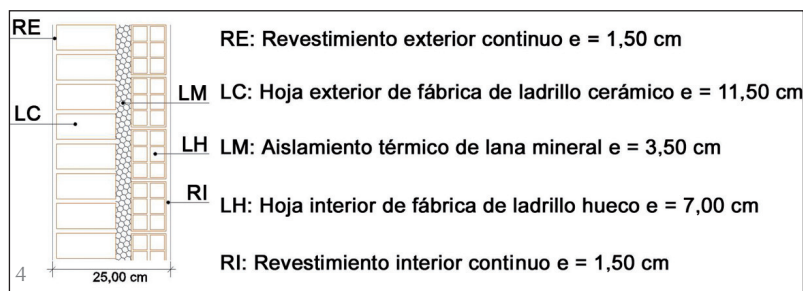 RE
RE: Revestimiento exterior continuo e = 1,50 cm
LM
LC: Hoja exterior de fábrica de ladrillo cerámico e = 11,50 cm
LC
LH
LM: Aislamiento térmico de lana mineral e = 3,50 cm
RI
LH: Hoja interior de fábrica de ladrillo hueco e = 7,00 cm
RI: Revestimiento interior continuo e = 1,50 cm
4
25,00 cm